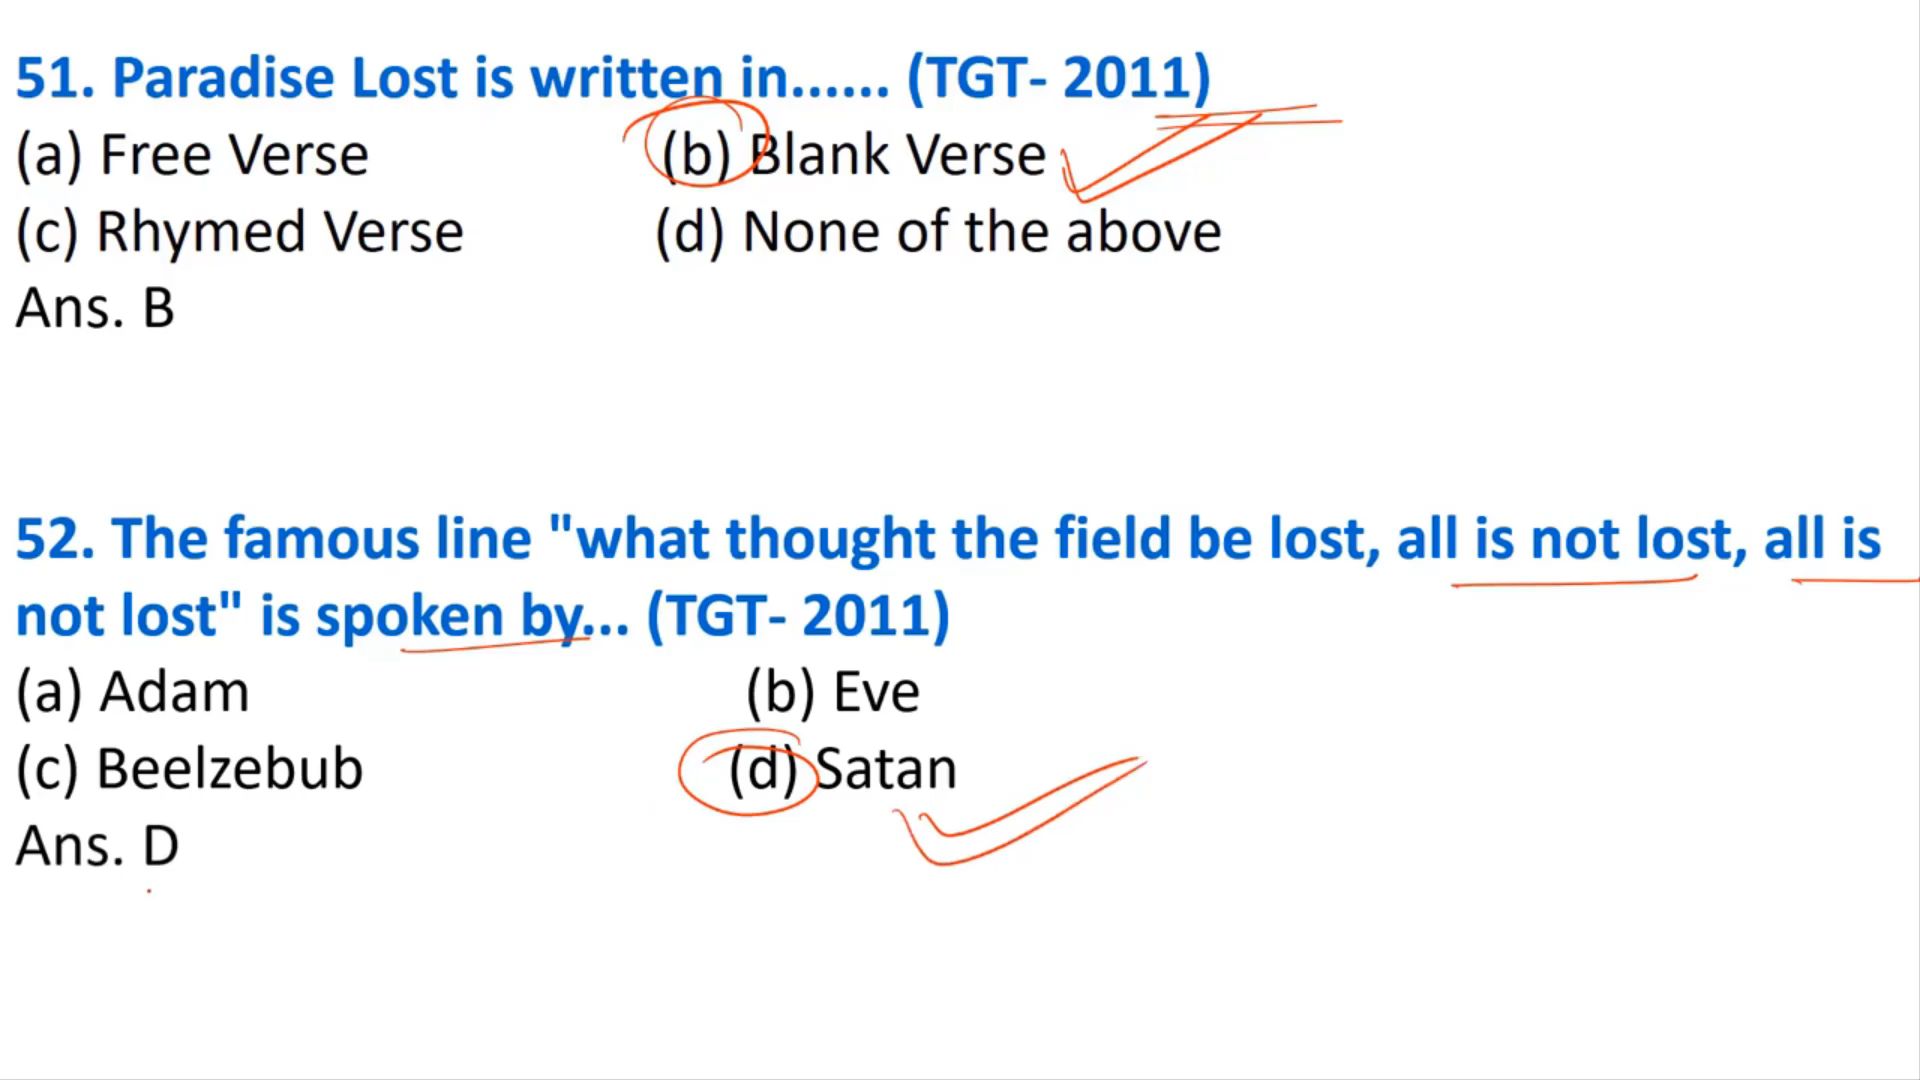 51. Paradise Lost is written in...... (TGT- 2011)
(a) Free Verse (b) Blank Verse
(c) Rhymed Verse (d) None of the above
Ans. B
52. The famous line "what thought the field be lost, all is not lost, all is
not lost" is spoken by... (TGT- 2011)
(a) Adam (b) Eve
(c) Beelzebub (d) Satan
Ans. D